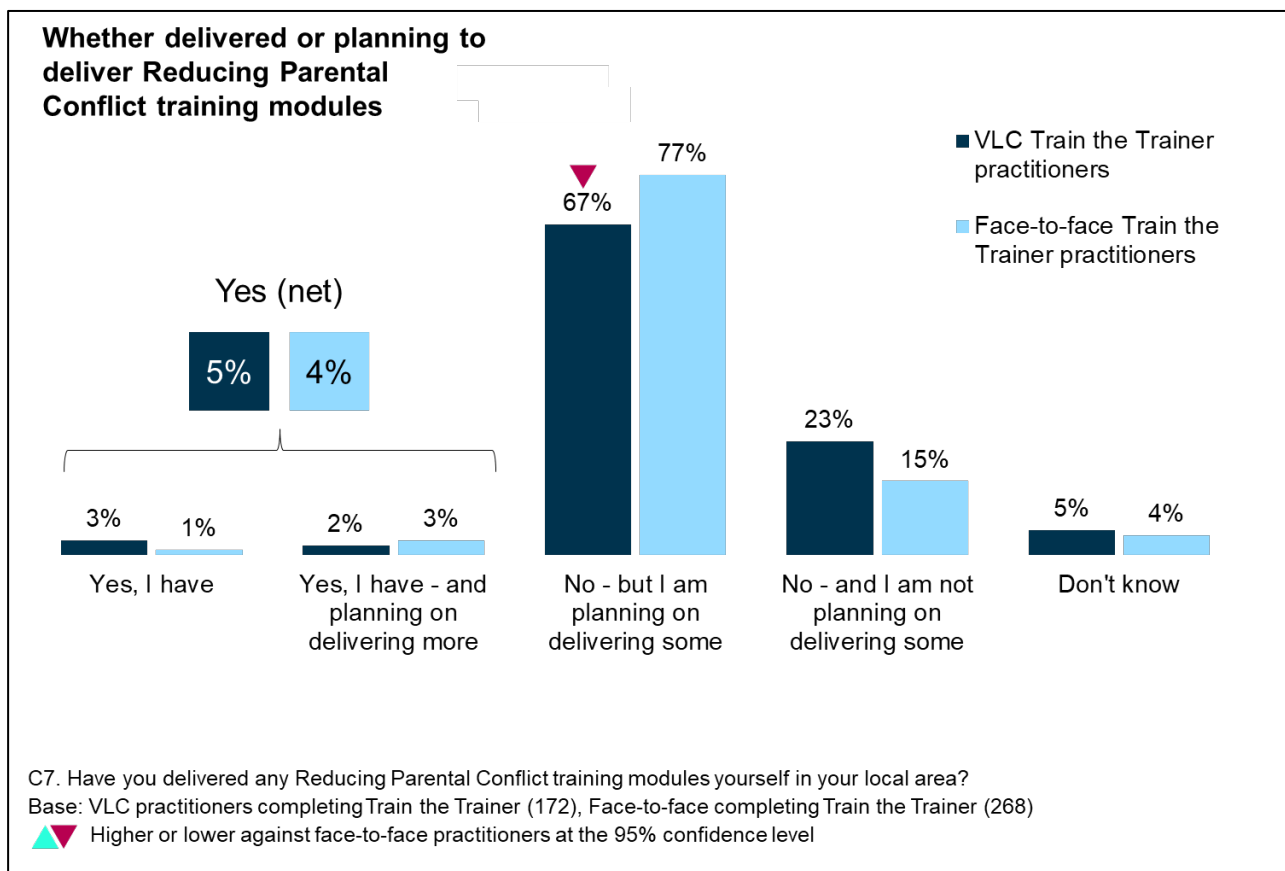 Whether delivered or planning to
deliver Reducing Parental
Conflict training modules
VLC Train the Trainer
practitioners
Face-to-face Train the
Trainer practitioners
Yes (net)
5%
4%
3%
1%
2%
3%
67%
77%
23%
15%
5%
4%
Yes, I have
Yes, I have - and
planning on
delivering more
No - but I am
planning on
delivering some
No - and I am not
planning on
delivering some
Don't know
C7. Have you delivered any Reducing Parental Conflict training modules yourself in your local area?
Base: VLC practitioners completing Train the Trainer (172), Face-to-face completing Train the Trainer (268)
Higher or lower against face-to-face practitioners at the 95% confidence level